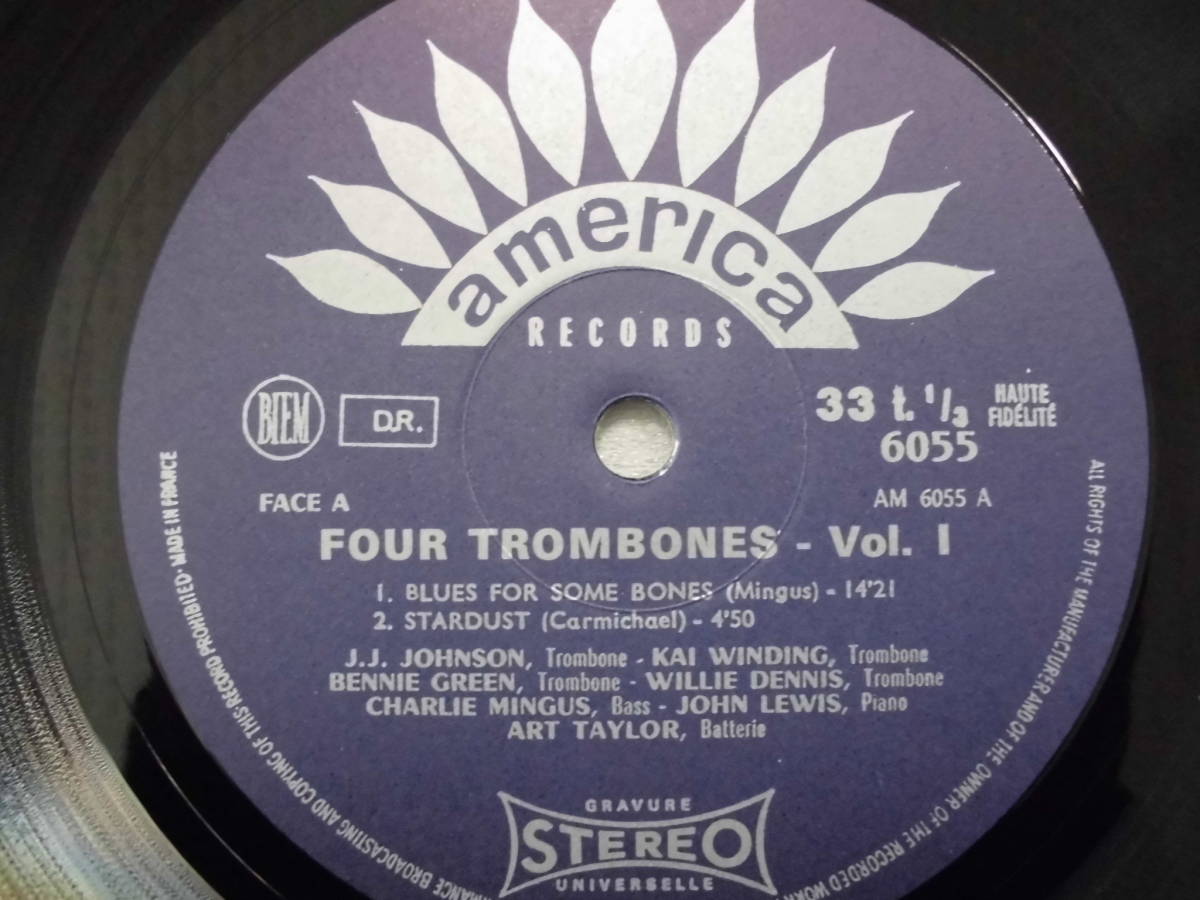 america
RECORDS
BIEM
D.R.
33 t. 1/3
HAUTE
FIDÉLITÉ
6055
FACE A
AM 6055 A
FOUR TROMBONES - Vol. I
1. BLUES FOR SOME BONES (Mingus) - 14'21
2. STARDUST (Carmichael) - 4'50
J.J. JOHNSON, Trombone - KAI WINDING, Trombone
BENNIE GREEN, Trombone - WILLIE DENNIS, Trombone
CHARLIE MINGUS, Bass - JOHN LEWIS, Piano
ART TAYLOR, Batterie
GRAVURE
STEREO
UNIVERSELLE
ALL RIGHTS OF THE MANUFACTURER AND OF THE OWNER OF THE RECORDED WORK
BROADCASTING AND COPYING OF THIS RECORD PROHIBITED · MADE IN FRANCE